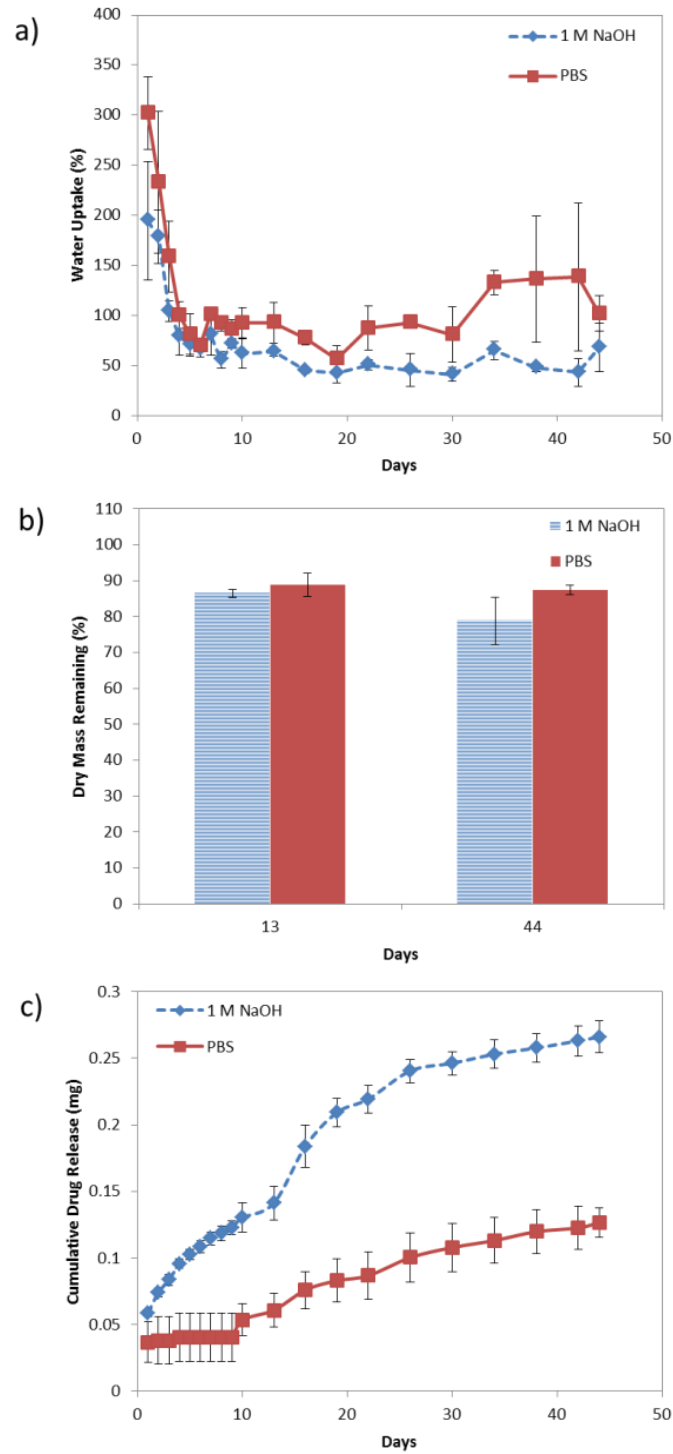 a)
400
350
300
250
200
150
100
50
0
Water Uptake (%)
1 M NaOH
PBS
0 10 20 30 40 50
Days
b)
110
100
90
80
70
60
50
40
30
20
10
0
Dry Mass Remaining (%)
1 M NaOH
PBS
13 44
Days
c)
0.3
0.25
0.2
0.15
0.1
0.05
0
Cumulative Drug Release (mg)
1 M NaOH
PBS
0 10 20 30 40 50
Days